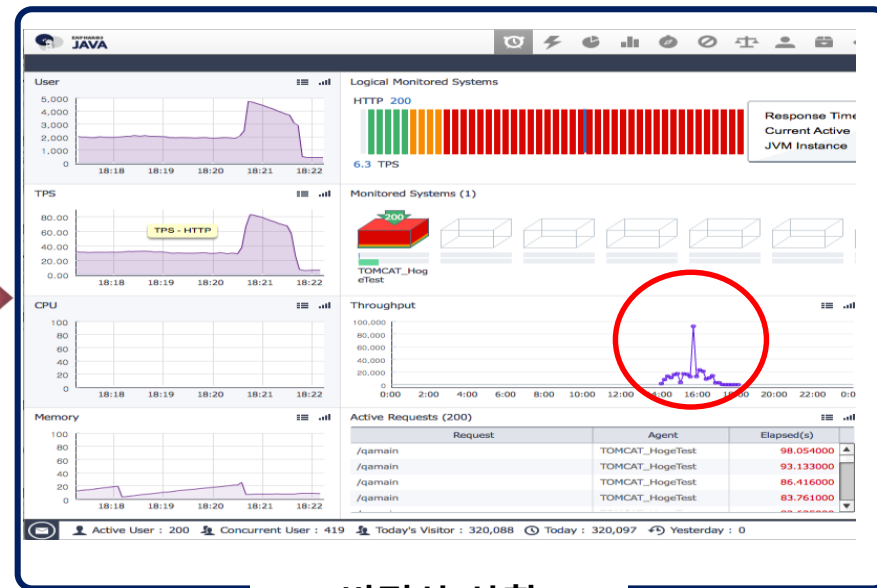 ENPHAROS
JAVA
User
5,000
4,000
3,000
2,000
1,000
0
18:18 18:19 18:20 18:21 18:22
TPS
80.00
60.00
40.00
20.00
0.00
TPS - HTTP
18:18 18:19 18:20 18:21 18:22
CPU
100
80
60
40
20
0
18:18 18:19 18:20 18:21 18:22
Memory
100
80
60
40
20
0
18:18 18:19 18:20 18:21 18:22
Logical Monitored Systems
HTTP 200
6.3 TPS
Response Time
Current Active
JVM Instance
Monitored Systems (1)
200
TOMCAT_Hog
eTest
Throughput
100,000
80,000
60,000
40,000
20,000
0
0:00 2:00 4:00 6:00 8:00 10:00 12:00 14:00 16:00 18:00 20:00 22:00 0:0
Active Requests (200)
Request Agent Elapsed(s)
/qamain TOMCAT_HogeTest 98.054000
/qamain TOMCAT_HogeTest 93.133000
/qamain TOMCAT_HogeTest 86.416000
/qamain TOMCAT_HogeTest 83.761000
Active User : 200 Concurrent User : 419 Today's Visitor : 320,088 Today : 320,097 Yesterday : 0